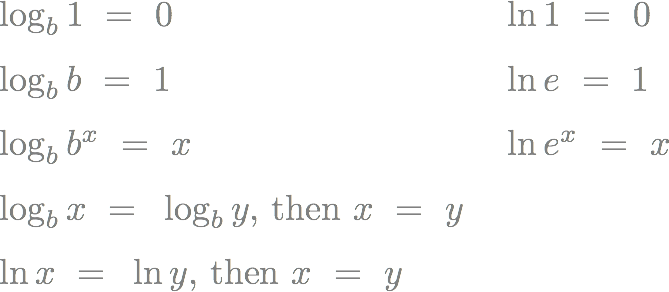 log_b 1 = 0    ln 1 = 0
log_b b = 1    ln e = 1
log_b b^x = x    ln e^x = x
log_b x = log_b y, then x = y
ln x = ln y, then x = y